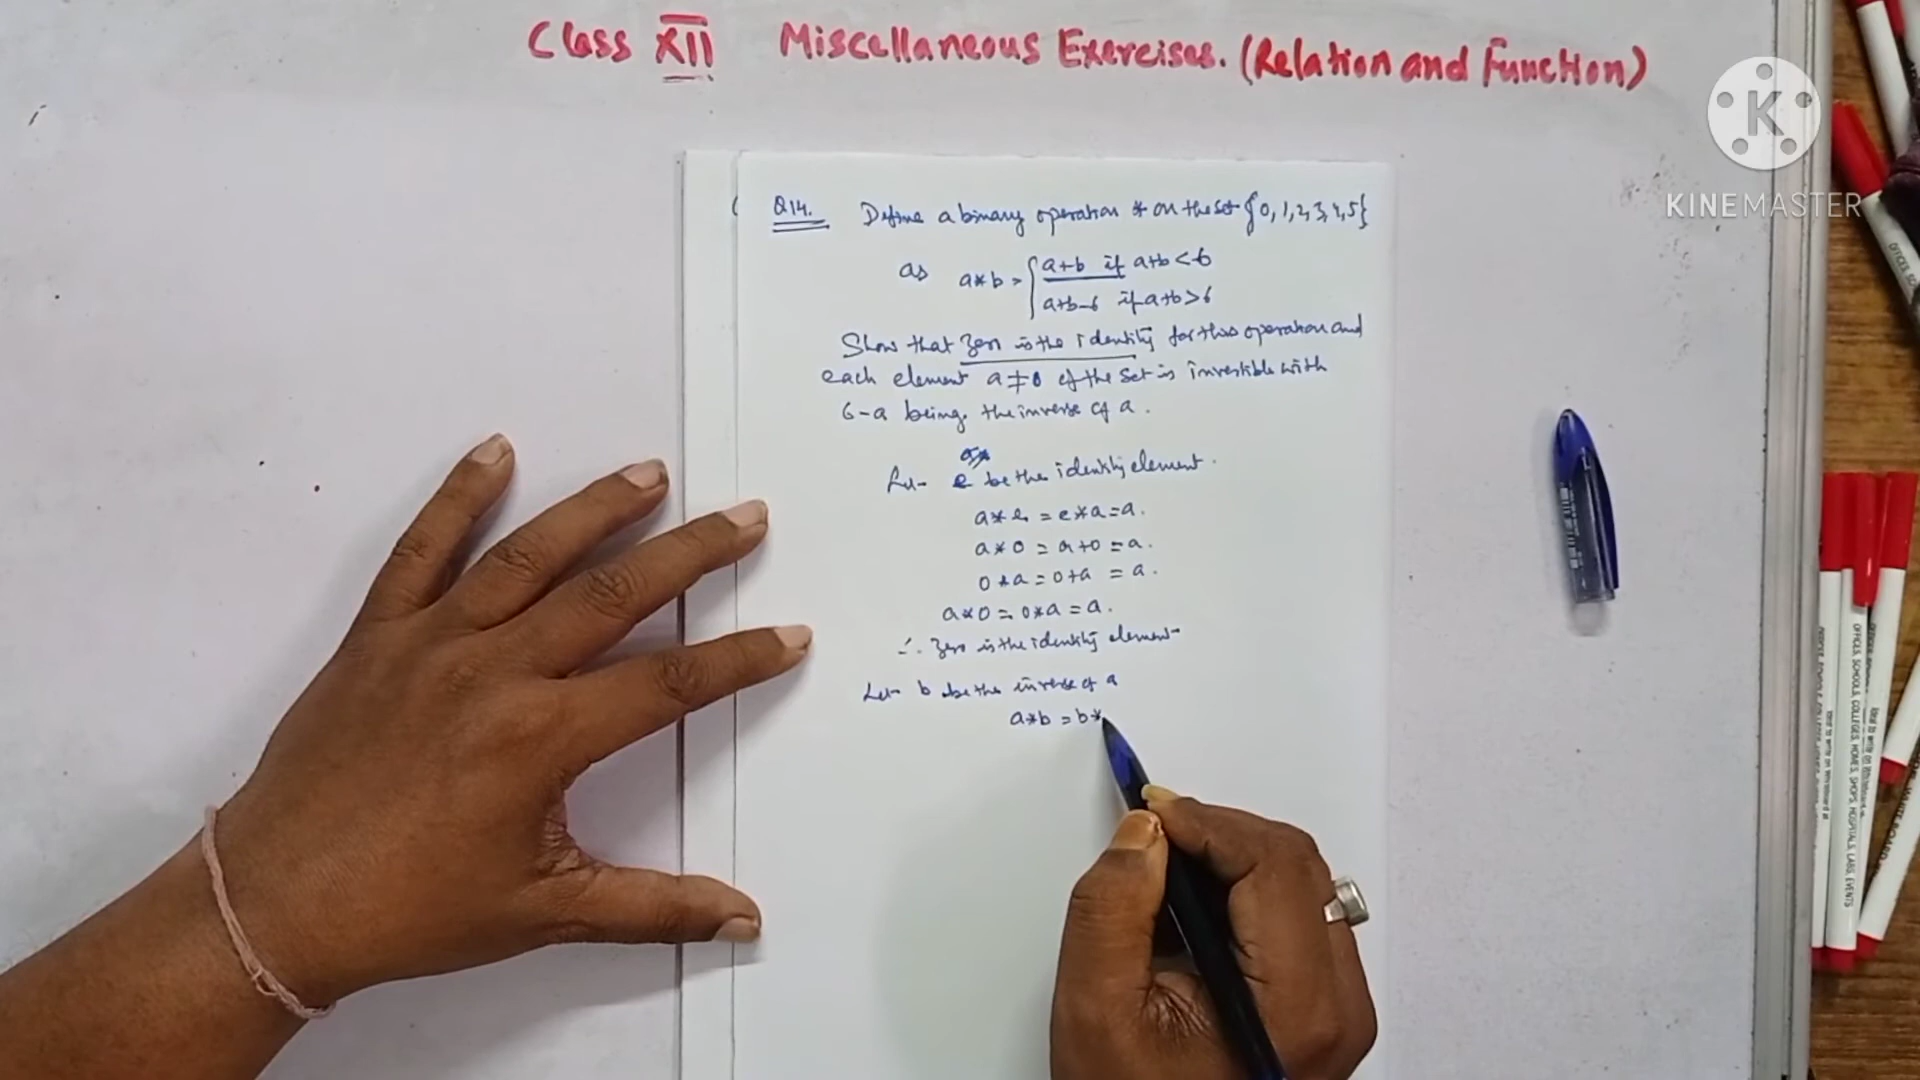 Class XII Miscellaneous Exercises. (Relation and Function)
K
KINEMASTER
Q14. Define a binary operation * on the set {0, 1, 2, 3, 4, 5}
as a*b = { a+b if a+b < 6
a+b-6 if a+b > 6
Show that zero is the identity for this operation and
each element a ≠ 0 of the set is invertible with
6-a being the inverse of a.
Let e be the identity element.
a*e = e*a = a.
a*0 = a+0 = a.
0*a = 0+a = a.
a*0 = 0*a = a.
∴ zero is the identity element
Let b be the inverse of a
a*b = b*